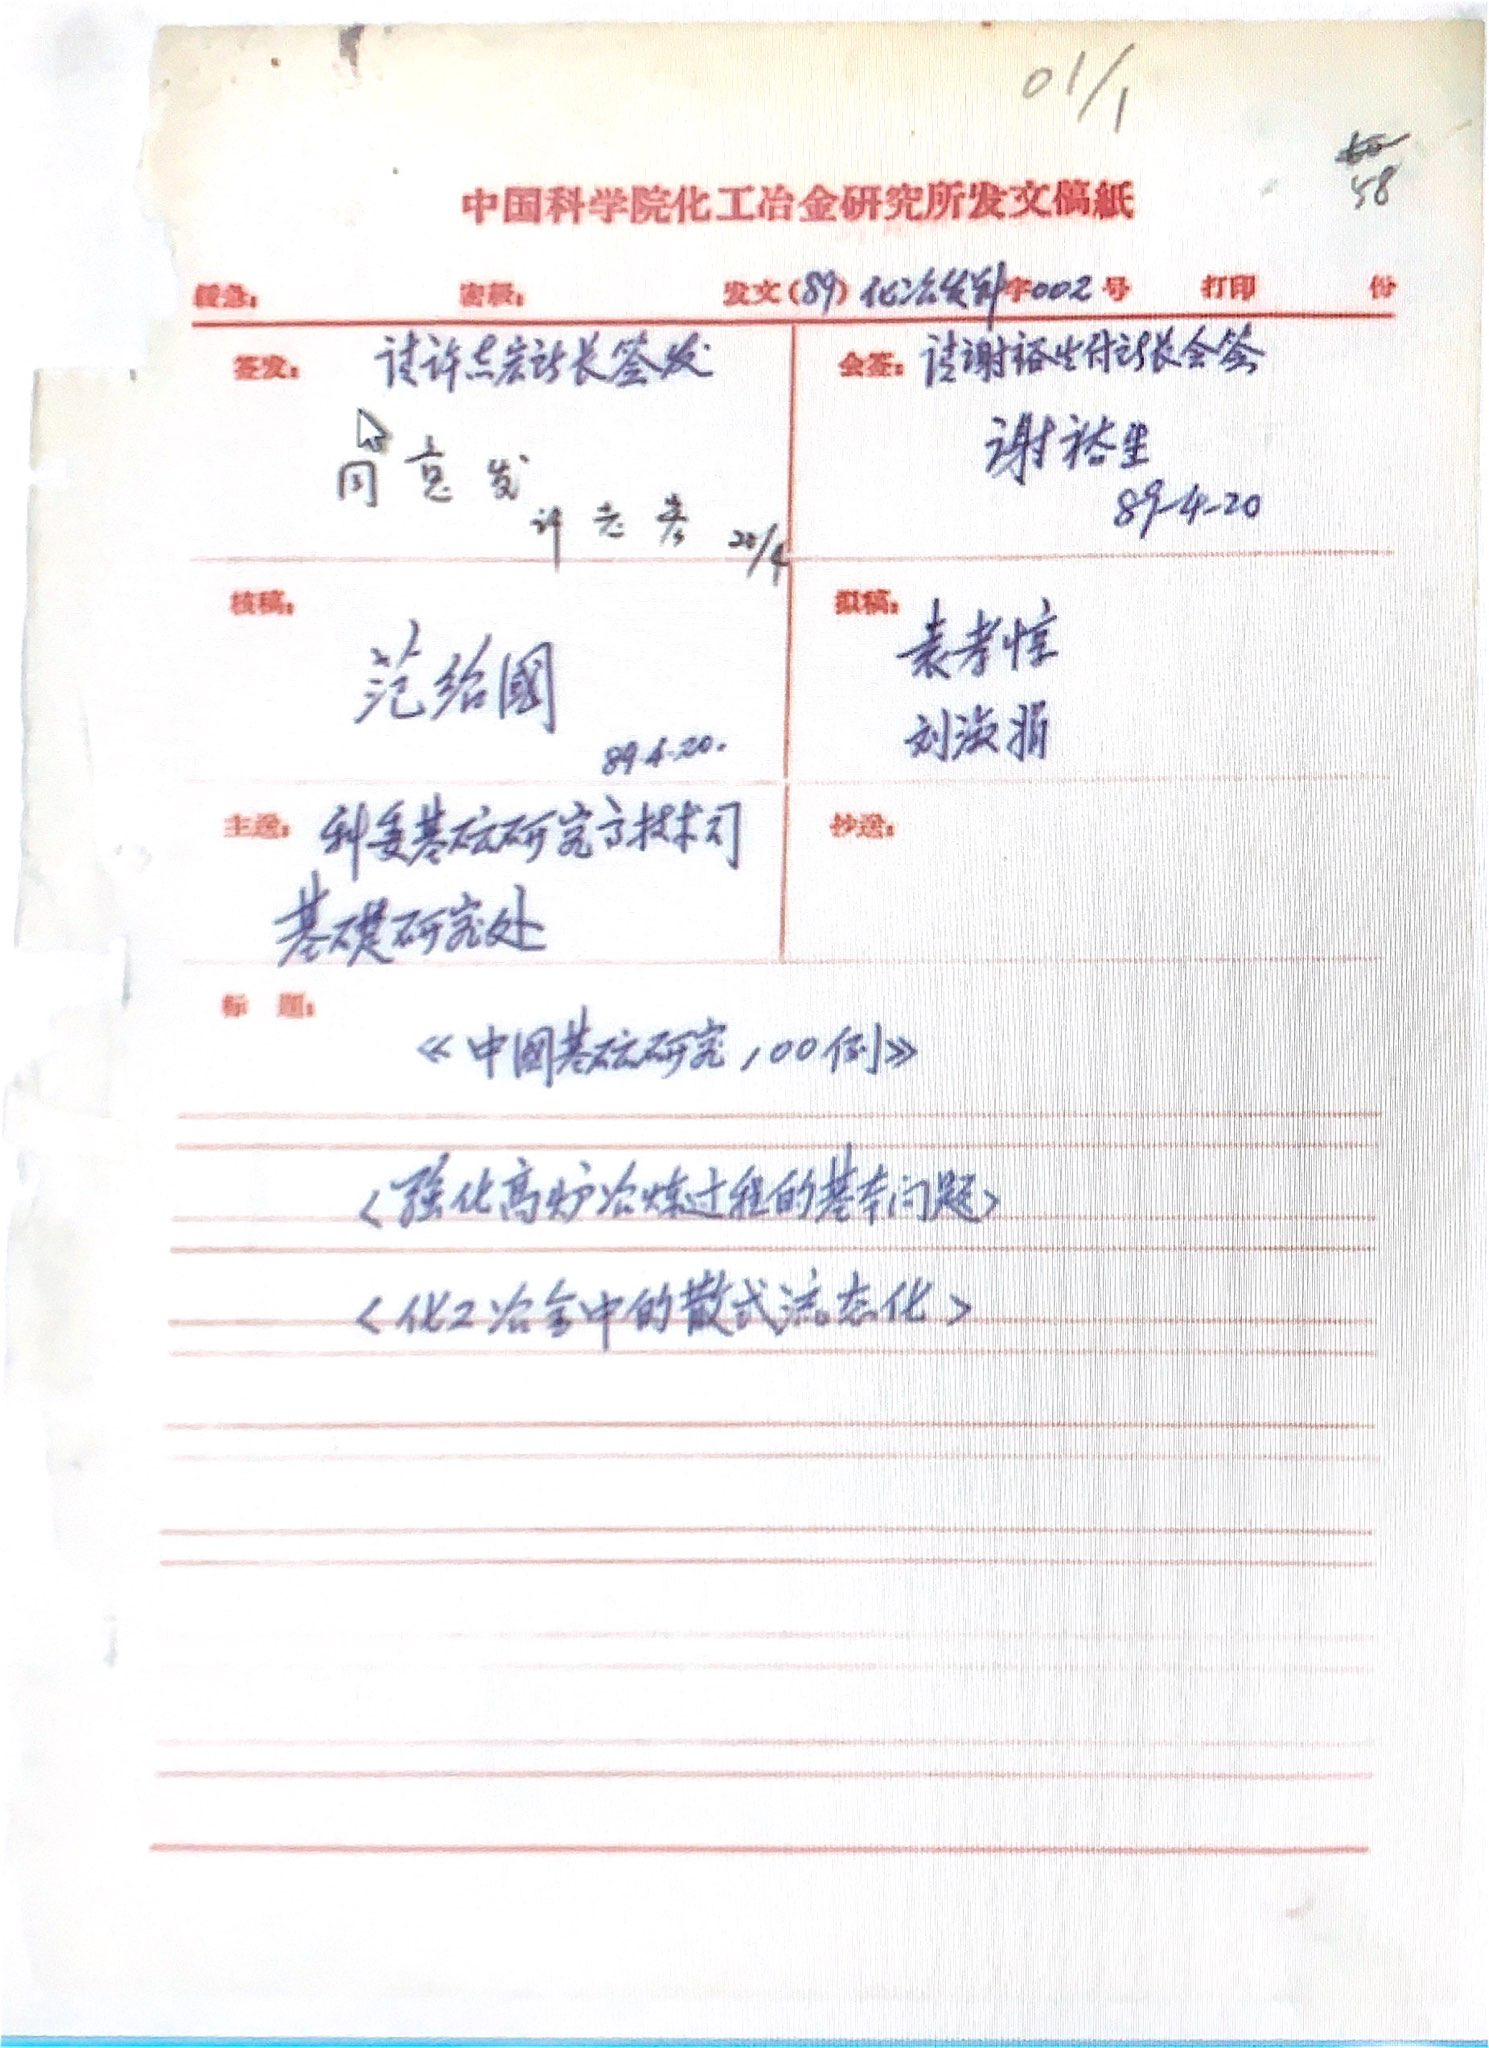 01/1
58
中国科学院化工冶金研究所发文稿紙
缓急： 密级： 发文（89）化冶发科字002号 打印 份
签发： 请许志宏所长签发
同意发
许志宏 20/4
会签： 请谢裕生付所长会签
谢裕生
89-4-20
核稿：
范绍國
89.4.20.
拟稿：
袁孝惇
刘淑娟
主送： 科委基础研究高技术司
基礎研究处
抄送：
标 题：
《中國基础研究100例》
〈强化高炉冶炼过程的基本问题〉
〈化工冶金中的散式流态化〉